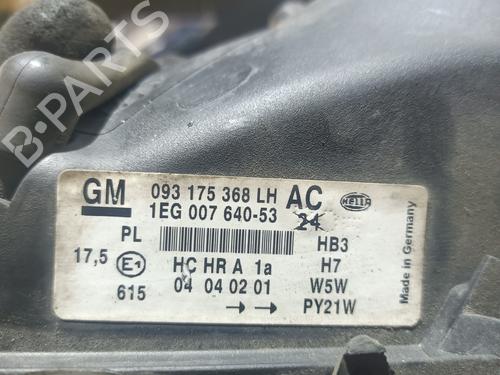 B-PARTS
GM 093 175 368 LH AC HELLA
1EG 007 640-53 24
PL HB3
17,5 E1 HC HR A 1a H7
615 04 04 02 01 W5W
→ → PY21W
Made in Germany